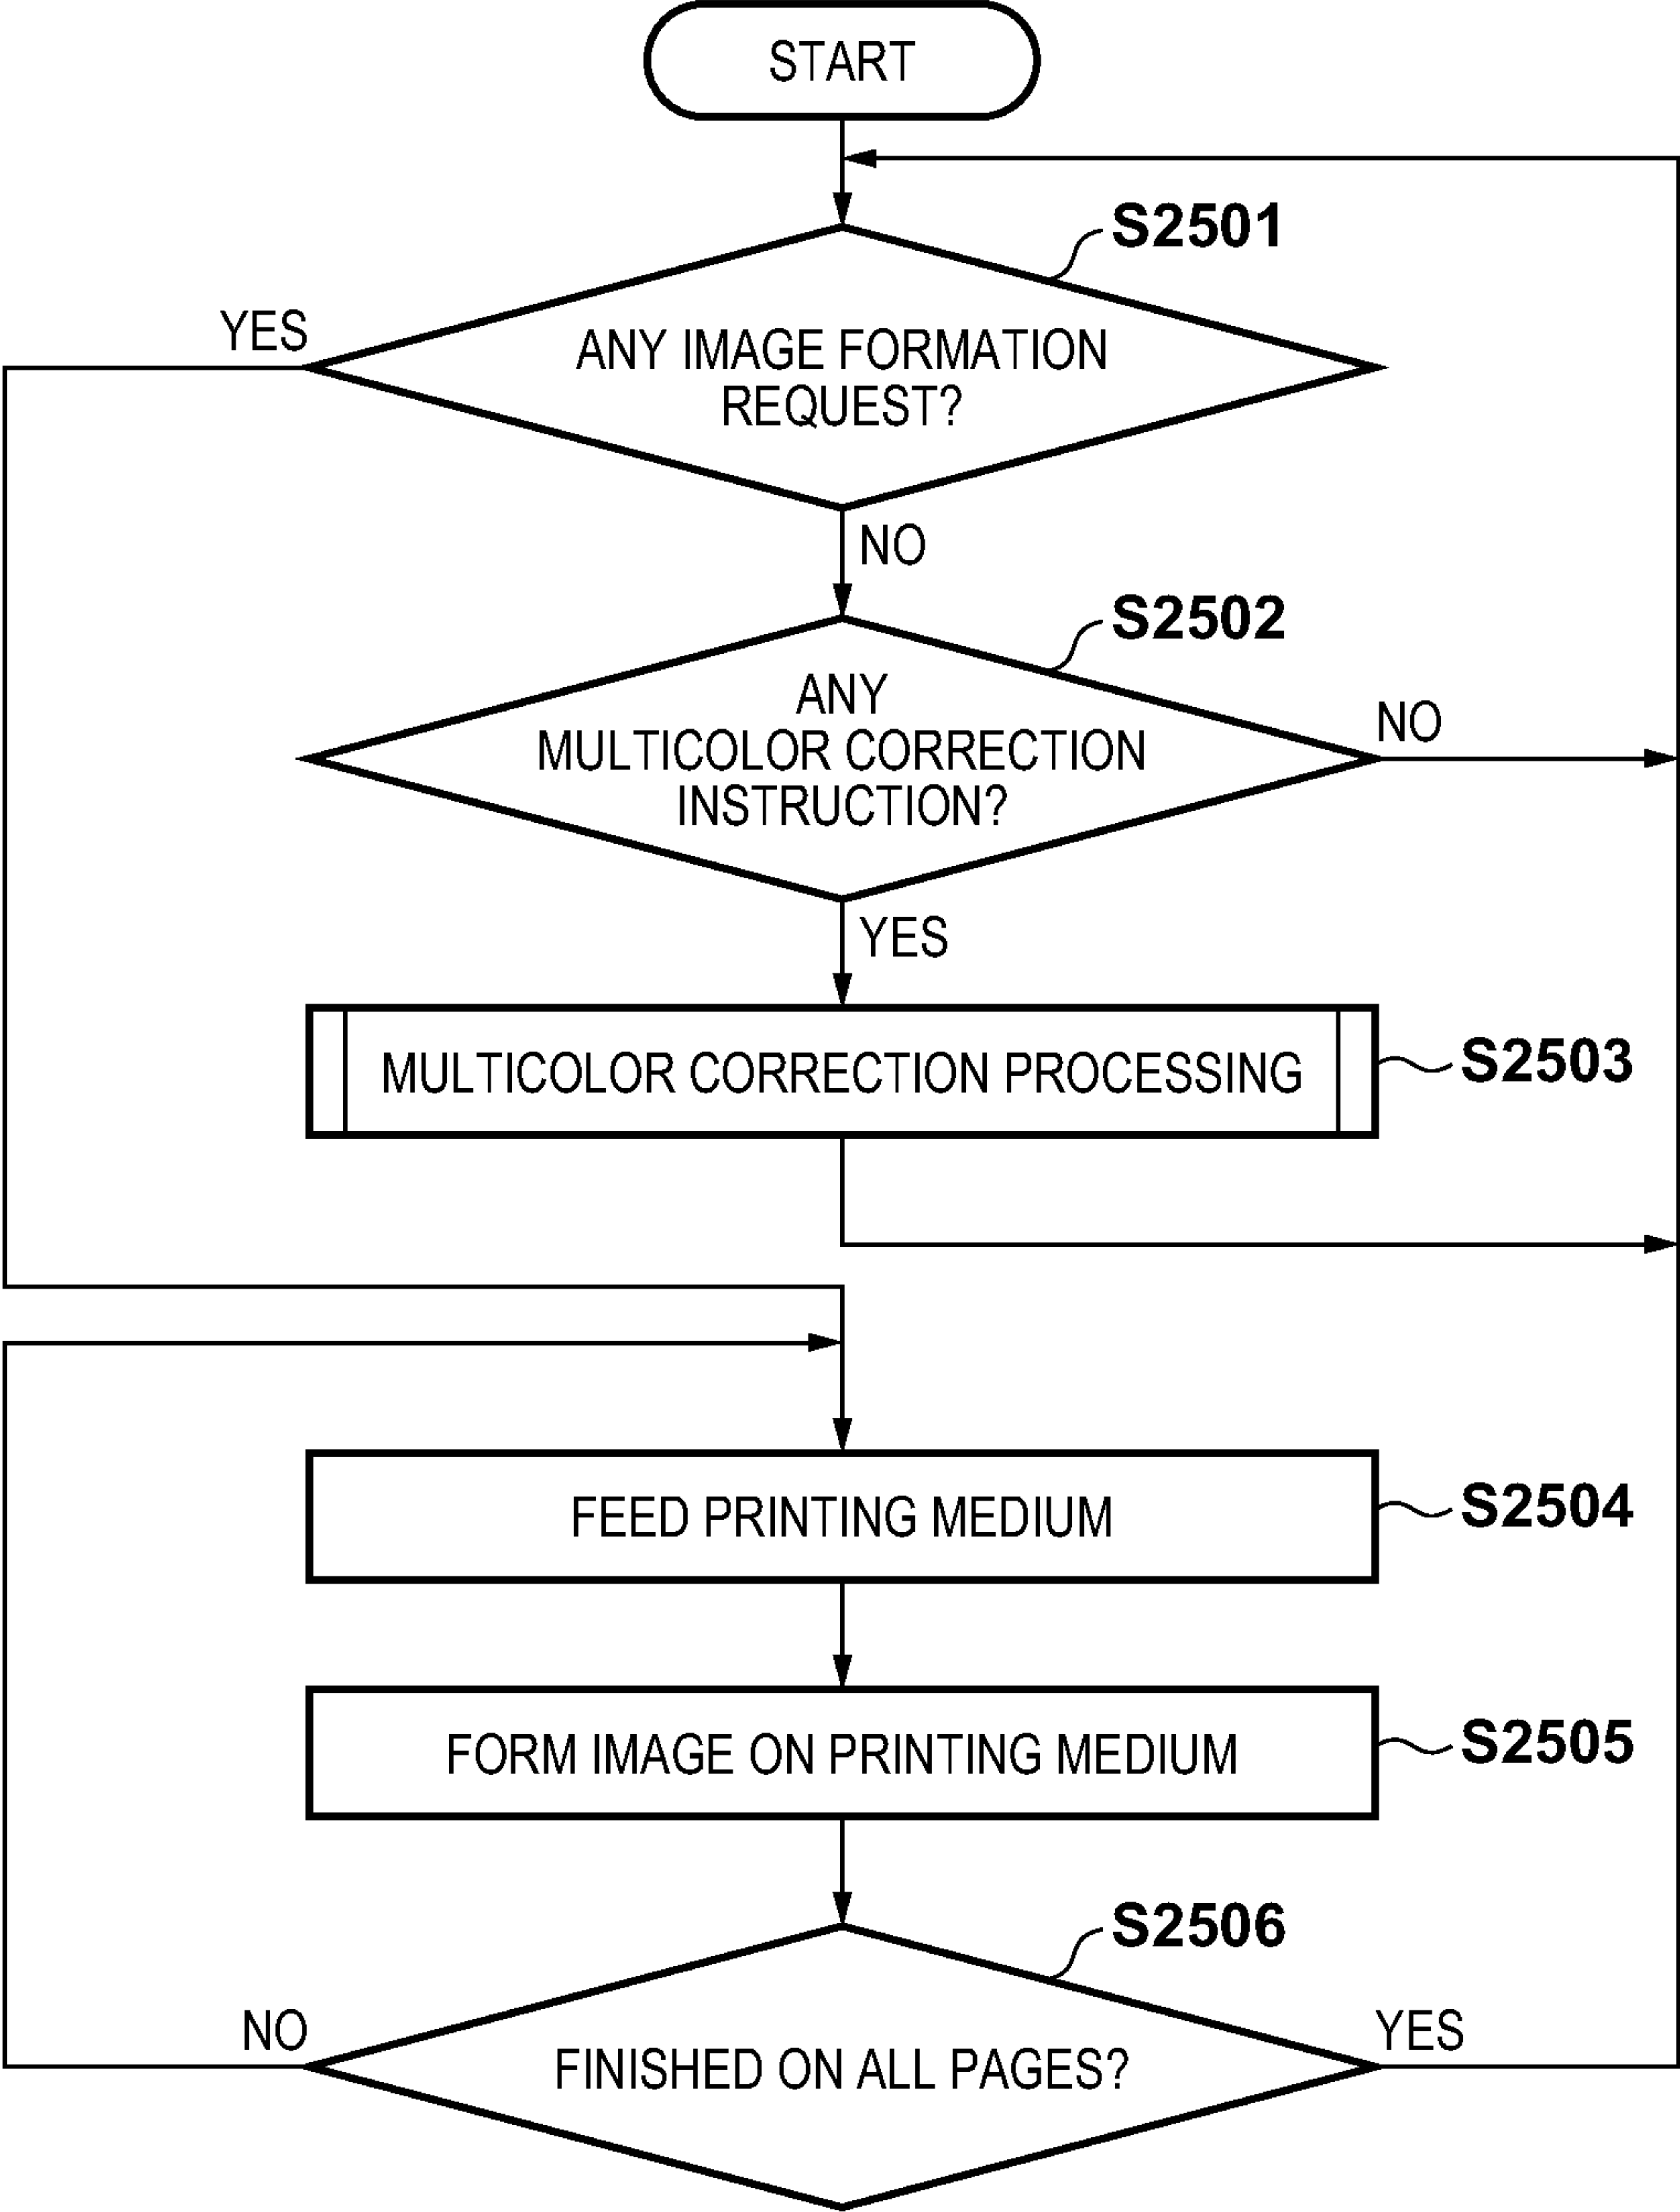 START
S2501
YES
ANY IMAGE FORMATION
REQUEST?
NO
S2502
ANY
MULTICOLOR CORRECTION
INSTRUCTION?
NO
YES
MULTICOLOR CORRECTION PROCESSING
S2503
FEED PRINTING MEDIUM
S2504
FORM IMAGE ON PRINTING MEDIUM
S2505
S2506
NO
FINISHED ON ALL PAGES?
YES